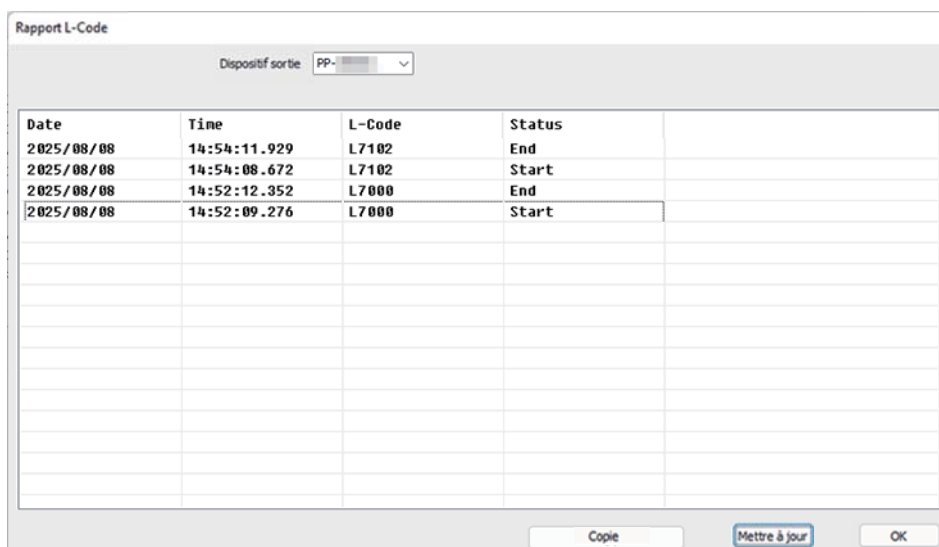 Rapport L-Code
Dispositif sortie PP-
Date Time L-Code Status
2025/08/08 14:54:11.929 L7102 End
2025/08/08 14:54:08.672 L7102 Start
2025/08/08 14:52:12.352 L7000 End
2025/08/08 14:52:09.276 L7000 Start
Copie Mettre à jour OK